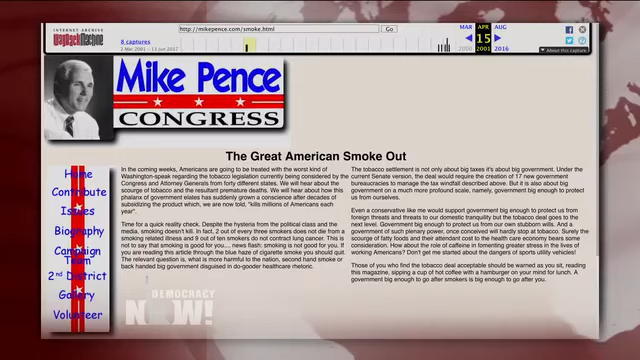 INTERNET ARCHIVE
WayBackMachine
http://mikepence.com/smoke.html
Go
8 captures
2 Mar 2001 - 13 Jun 2017
MAR APR AUG
15
2000 2001 2016
About this capture
Mike Pence
CONGRESS
The Great American Smoke Out
Home
Contribute
Issues
Biography
Campaign
Team
2nd District
Gallery
Volunteer
In the coming weeks, Americans are going to be treated with the worst kind of
Washington-speak regarding the tobacco legislation currently being considered by the
Congress and Attorney Generals from forty different states. We will hear about the
scourge of tobacco and the resultant premature deaths. We will hear about how this
phalanx of government elites has suddenly grown a conscience after decades of
subsidizing the product which, we are now told, "kills millions of Americans each
year".
Time for a quick reality check. Despite the hysteria from the political class and the media,
smoking doesn't kill. In fact, 2 out of every three smokers does not die from a
smoking related illness and 9 out of ten smokers do not contract lung cancer. This is
not to say that smoking is good for you.... news flash: smoking is not good for you. If
you are reading this article through the blue haze of cigarette smoke you should quit.
The relevant question is, what is more harmful to the nation, second hand smoke or
back handed big government disguised in do-gooder healthcare rhetoric.
The tobacco settlement is not only about big taxes it's about big government. Under the
current Senate version, the deal would require the creation of 17 new government
bureaucracies to manage the tax windfall described above. But it is also about big
government on a much more profound scale, namely, government big enough to protect
us from ourselves.
Even a conservative like me would support government big enough to protect us from
foreign threats and threats to our domestic tranquility but the tobacco deal goes to the
next level. Government big enough to protect us from our own stubborn wills. And a
government of such plenary power, once conceived will hardly stop at tobacco. Surely the
scourge of fatty foods and their attendant cost to the health care economy bears some
consideration. How about the role of caffeine in fomenting greater stress in the lives of
working Americans? Don't get me started about the dangers of sports utility vehicles!
Those of you who find the tobacco deal acceptable should be warned as you sit, reading
this magazine, sipping a cup of hot coffee with a hamburger on your mind for lunch. A
government big enough to go after smokers is big enough to go after you.
DEMOCRACY
NOW!